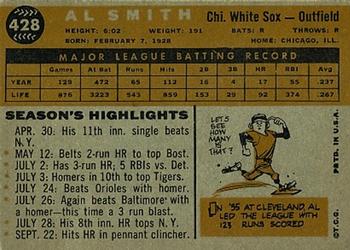 428
AL SMITH
Chi. White Sox — Outfield
HEIGHT: 6:02 WEIGHT: 191 BATS: R THROWS: R
BORN: FEBRUARY 7, 1928 HOME: CHICAGO, ILL.
MAJOR LEAGUE BATTING RECORD
Games At Bat Runs Hits 2B 3B HR RBI Avg.
YEAR 129 472 65 112 16 4 17 55 .237
LIFE 876 3223 543 874 134 34 107 367 .271
SEASON'S HIGHLIGHTS
APR. 30: His 11th inn. single beats
N.Y.
MAY 12: Belts 2-run HR to top Bost.
JULY 2: Has 3-run HR; 5 RBIs vs. Det.
JULY 3: Homers in 10th to top Tigers.
JULY 24: Beats Orioles with homer.
JULY 26: Again beats Baltimore with
a homer—this time a 3 run blast.
JULY 28: His 8th inn. HR tops N.Y.
SEPT. 22: Hits HR in pennant clincher.
LET'S
SEE
HOW MANY
IS THAT?
IN '55 AT CLEVELAND, AL
LED THE LEAGUE WITH
123 RUNS SCORED
©T.C.G.
PRTD. IN U.S.A.